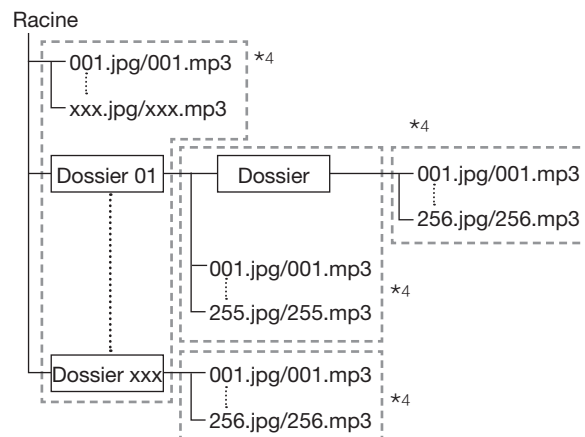 Racine
001.jpg/001.mp3
*4
xxx.jpg/xxx.mp3
*4
Dossier 01
Dossier
001.jpg/001.mp3
256.jpg/256.mp3
001.jpg/001.mp3
*4
255.jpg/255.mp3
Dossier xxx
001.jpg/001.mp3
*4
256.jpg/256.mp3